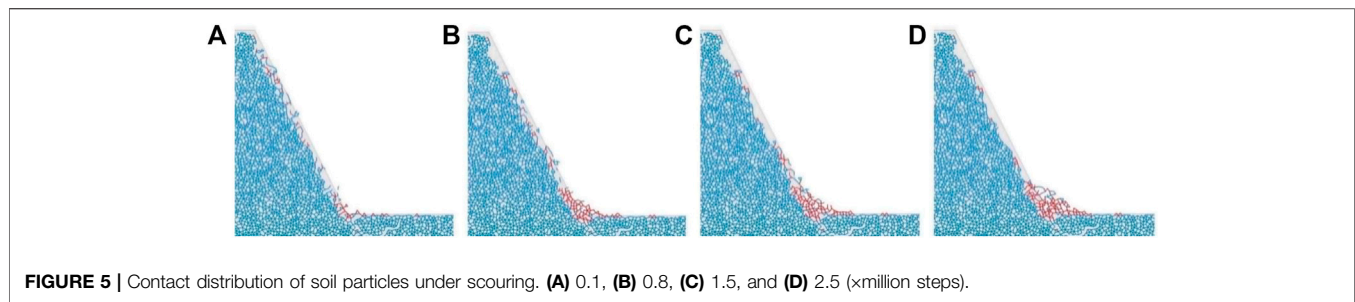 A B C D
FIGURE 5 | Contact distribution of soil particles under scouring. (A) 0.1, (B) 0.8, (C) 1.5, and (D) 2.5 (×million steps).